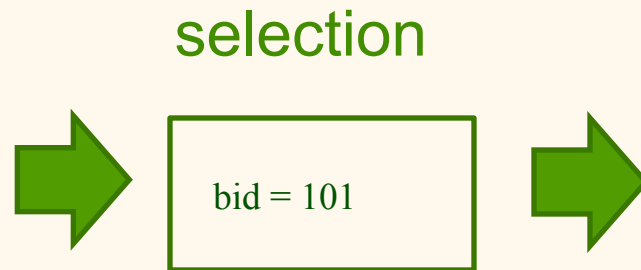 selection
bid = 101